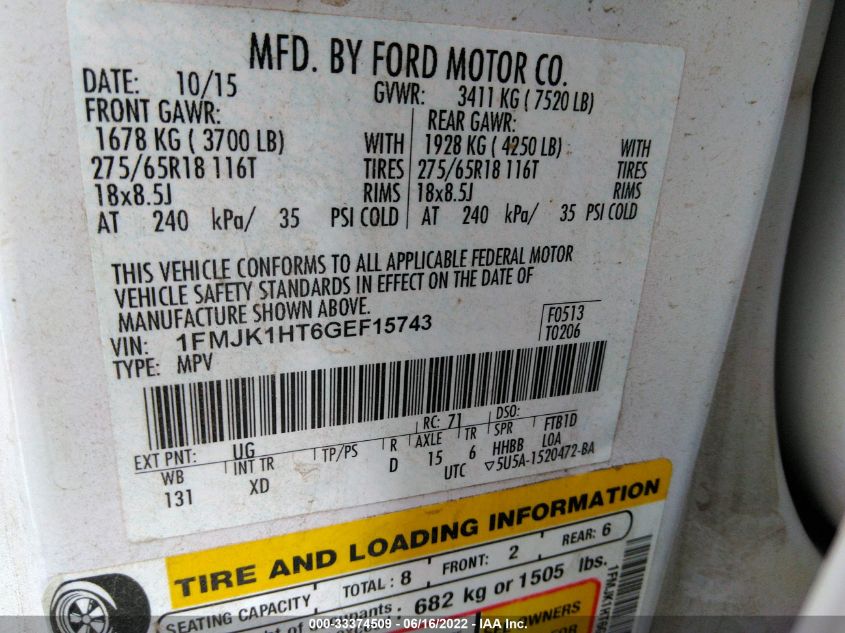 MFD. BY FORD MOTOR CO.
DATE: 10/15 GVWR: 3411 KG ( 7520 LB)
FRONT GAWR: REAR GAWR:
1678 KG ( 3700 LB) WITH 1928 KG ( 4250 LB) WITH
275/65R18 116T TIRES 275/65R18 116T TIRES
18x8.5J RIMS 18x8.5J RIMS
AT 240 kPa/ 35 PSI COLD AT 240 kPa/ 35 PSI COLD
THIS VEHICLE CONFORMS TO ALL APPLICABLE FEDERAL MOTOR
VEHICLE SAFETY STANDARDS IN EFFECT ON THE DATE OF
MANUFACTURE SHOWN ABOVE.
VIN: 1FMJK1HT6GEF15743 F0513
TYPE: MPV T0206
EXT PNT: UG RC: 71 DSO:
WB INT TR TP/PS R AXLE TR SPR FTB1D
131 XD D 15 6 HHBB LOA
UTC ▽5U5A-1520472-BA
TIRE AND LOADING INFORMATION
SEATING CAPACITY TOTAL: 8 FRONT: 2 REAR: 6
682 kg or 1505 lbs.
OWNERS
000-33374509 - 06/16/2022 - IAAI.COM